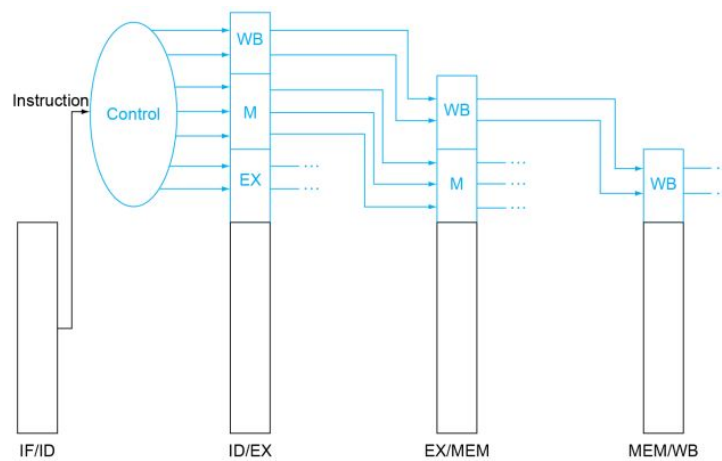 WB
Instruction
Control
M
WB
EX
...
...
M
...
...
...
WB
...
...
IF/ID
ID/EX
EX/MEM
MEM/WB